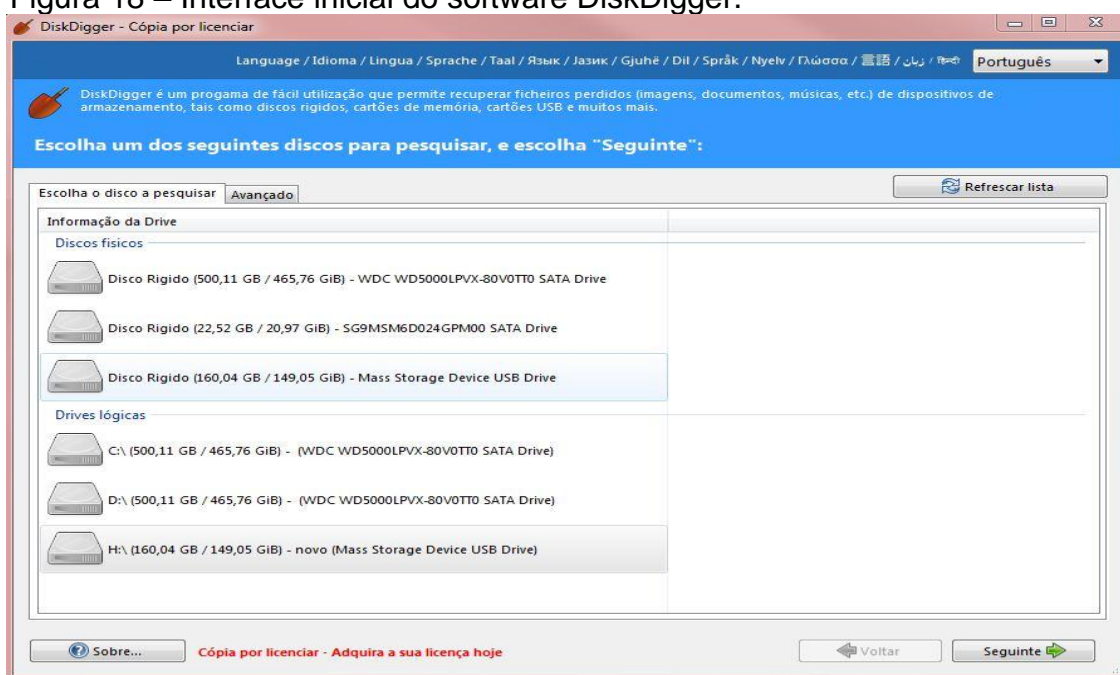 Figura 18 – Interface inicial do software DiskDigger.
DiskDigger - Cópia por licenciar
Language / Idioma / Lingua / Sprache / Taal / Язык / Јазик / Gjuhë / Dil / Språk / Nyelv / Γλώσσα / 言語 / زبان / हिन्दी
Português
DiskDigger é um progama de fácil utilização que permite recuperar ficheiros perdidos (imagens, documentos, músicas, etc.) de dispositivos de
armazenamento, tais como discos rigidos, cartões de memória, cartões USB e muitos mais.
Escolha um dos seguintes discos para pesquisar, e escolha "Seguinte":
Escolha o disco a pesquisar
Avançado
Refrescar lista
Informação da Drive
Discos fisicos
Disco Rigido (500,11 GB / 465,76 GiB) - WDC WD5000LPVX-80V0TT0 SATA Drive
Disco Rigido (22,52 GB / 20,97 GiB) - SG9MSM6D024GPM00 SATA Drive
Disco Rigido (160,04 GB / 149,05 GiB) - Mass Storage Device USB Drive
Drives lógicas
C:\ (500,11 GB / 465,76 GiB) - (WDC WD5000LPVX-80V0TT0 SATA Drive)
D:\ (500,11 GB / 465,76 GiB) - (WDC WD5000LPVX-80V0TT0 SATA Drive)
H:\ (160,04 GB / 149,05 GiB) - novo (Mass Storage Device USB Drive)
Sobre...
Cópia por licenciar - Adquira a sua licença hoje
Voltar
Seguinte